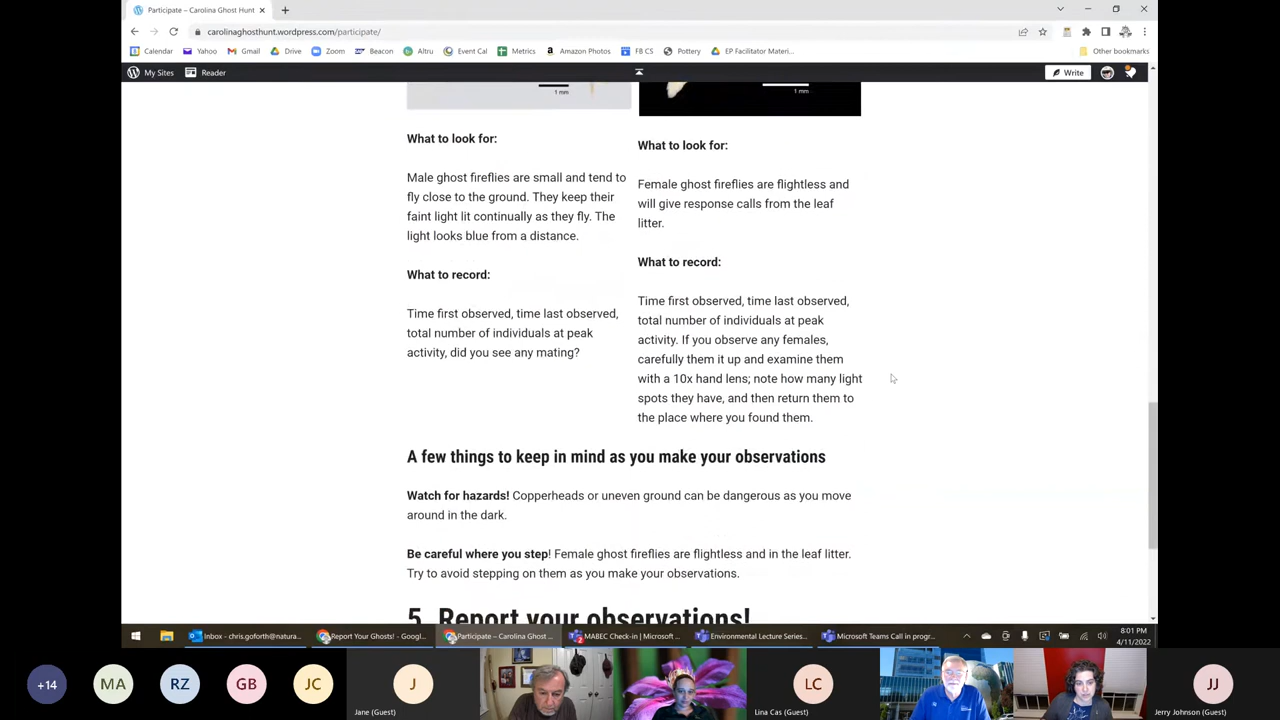 Participate – Carolina Ghost Hunt
carolinaghosthunt.wordpress.com/participate/
Calendar Yahoo Gmail Drive Zoom Beacon Altru Event Cal Metrics Amazon Photos FB CS Pottery EP Facilitator Materi... Other bookmarks
My Sites Reader Write
1 mm
1 mm
What to look for:
Male ghost fireflies are small and tend to
fly close to the ground. They keep their
faint light lit continually as they fly. The
light looks blue from a distance.
What to record:
Time first observed, time last observed,
total number of individuals at peak
activity, did you see any mating?
What to look for:
Female ghost fireflies are flightless and
will give response calls from the leaf
litter.
What to record:
Time first observed, time last observed,
total number of individuals at peak
activity. If you observe any females,
carefully them it up and examine them
with a 10x hand lens; note how many light
spots they have, and then return them to
the place where you found them.
A few things to keep in mind as you make your observations
Watch for hazards! Copperheads or uneven ground can be dangerous as you move
around in the dark.
Be careful where you step! Female ghost fireflies are flightless and in the leaf litter.
Try to avoid stepping on them as you make your observations.
5. Report your observations!
Inbox - chris.goforth@natura... Report Your Ghosts! - Googl... Participate – Carolina Ghost ... MABEC Check-in | Microsoft ... Environmental Lecture Series... Microsoft Teams Call in progr...
8:01 PM
4/11/2022
+14 MA RZ GB JC J LC JJ
Jane (Guest) Lina Cas (Guest) Jerry Johnson (Guest)